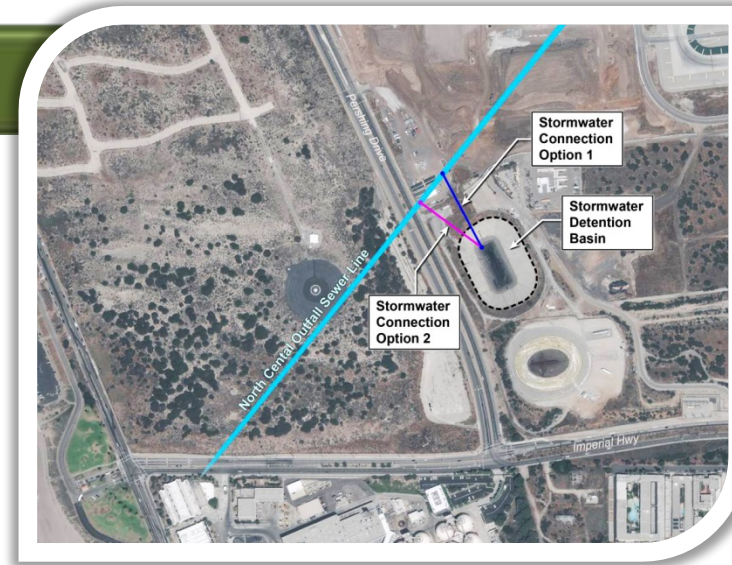 Pershing Drive
Stormwater
Connection
Option 1
Stormwater
Detention
Basin
North Cental Outfall Sewer Line
Stormwater
Connection
Option 2
Imperial Hwy